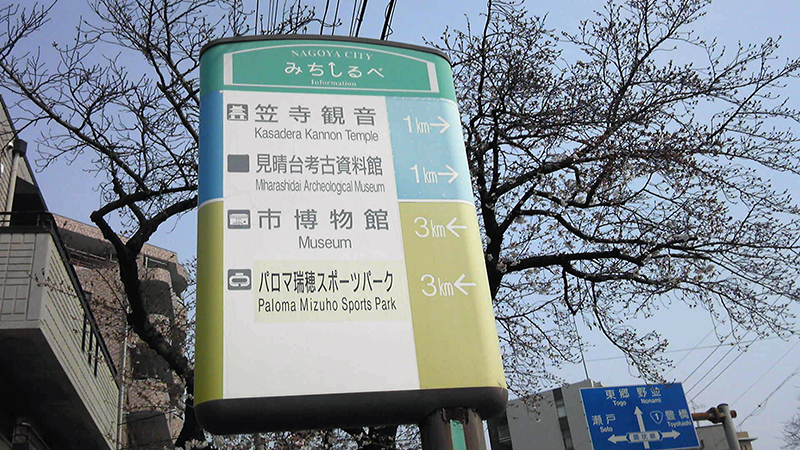 NAGOYA CITY
みちしるべ
Information
笠寺観音
Kasadera Kannon Temple
1km→
見晴台考古資料館
Miharashidai Archeological Museum
1km→
市博物館
Museum
3km←
パロマ瑞穂スポーツパーク
Paloma Mizuho Sports Park
3km←
東郷 野並
Togo Nonami
瀬戸
Seto
1
豊橋
Toyohashi